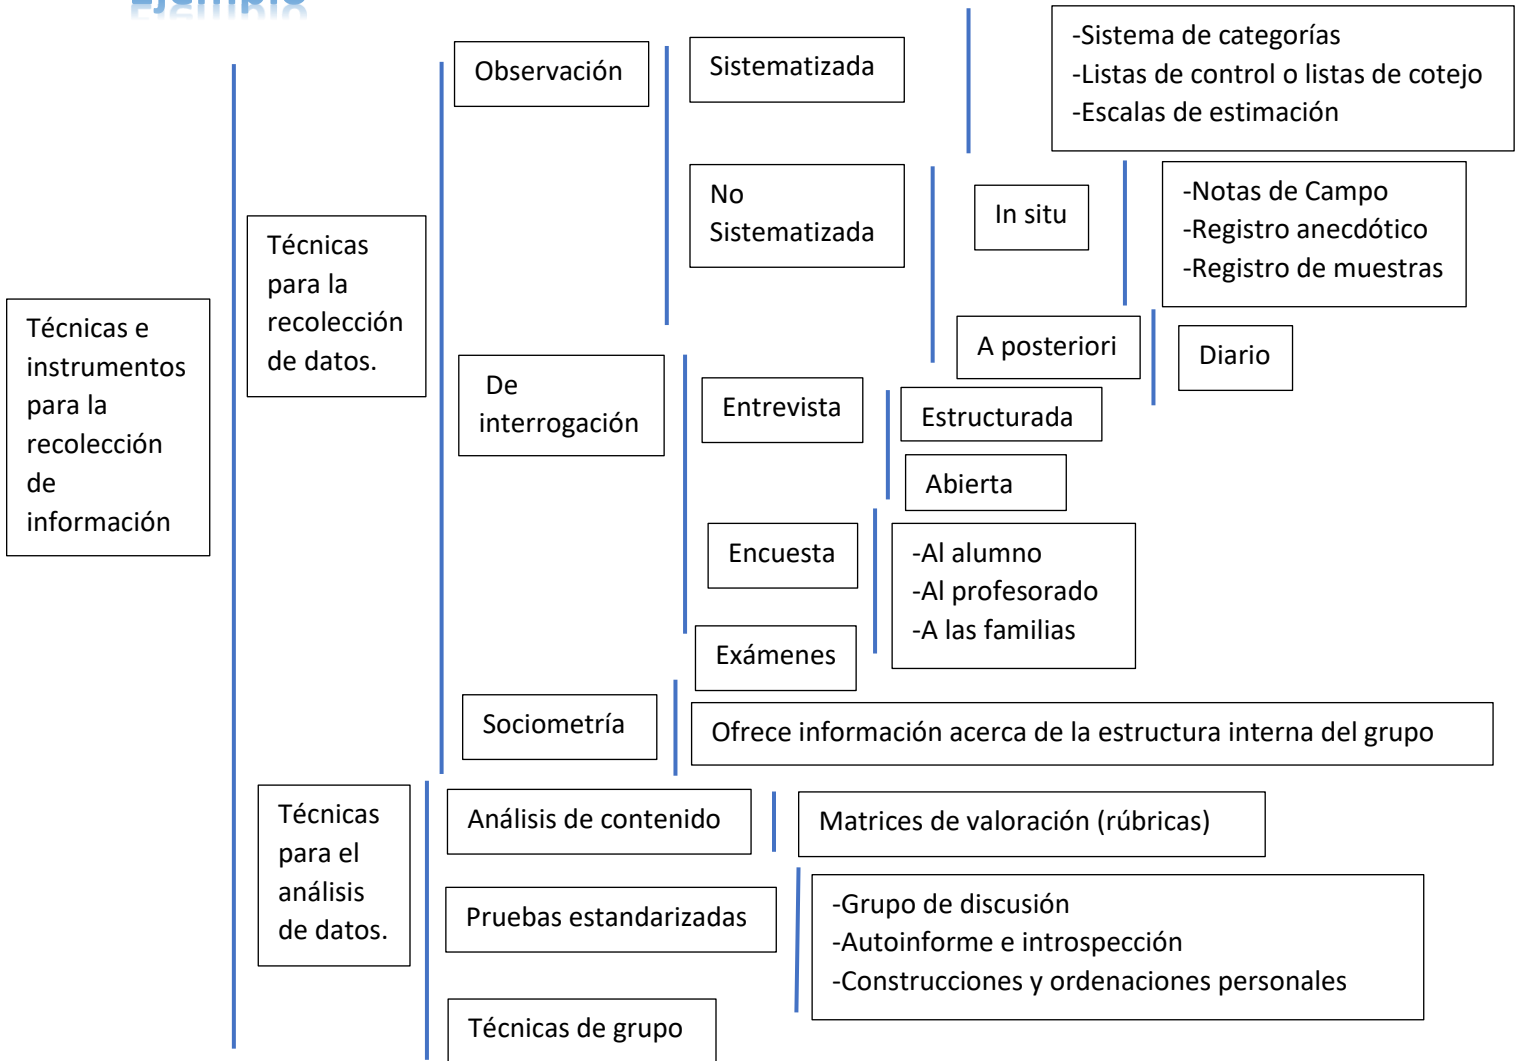 Ejemplo
Técnicas e
instrumentos
para la
recolección
de
información
Técnicas
para la
recolección
de datos.
Observación
Sistematizada
-Sistema de categorías
-Listas de control o listas de cotejo
-Escalas de estimación
No
Sistematizada
In situ
-Notas de Campo
-Registro anecdótico
-Registro de muestras
A posteriori
Diario
De
interrogación
Entrevista
Estructurada
Abierta
Encuesta
-Al alumno
-Al profesorado
-A las familias
Exámenes
Sociometría
Ofrece información acerca de la estructura interna del grupo
Técnicas
para el
análisis
de datos.
Análisis de contenido
Matrices de valoración (rúbricas)
Pruebas estandarizadas
-Grupo de discusión
-Autoinforme e introspección
-Construcciones y ordenaciones personales
Técnicas de grupo